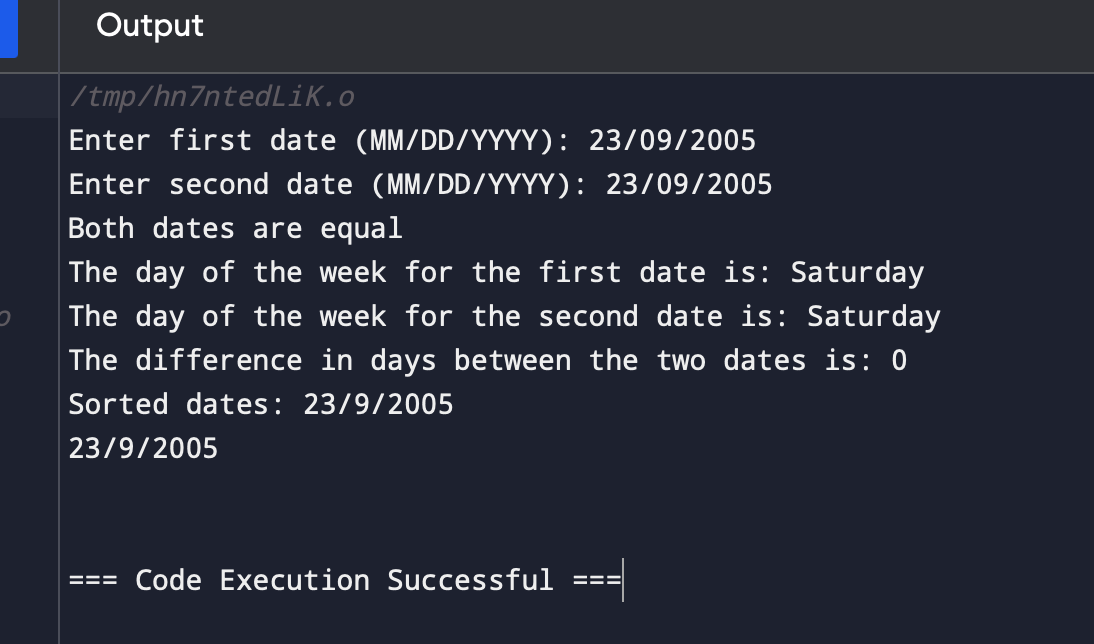 Output
/tmp/hn7ntedLiK.o
Enter first date (MM/DD/YYYY): 23/09/2005
Enter second date (MM/DD/YYYY): 23/09/2005
Both dates are equal
The day of the week for the first date is: Saturday
o The day of the week for the second date is: Saturday
The difference in days between the two dates is: 0
Sorted dates: 23/9/2005
23/9/2005
=== Code Execution Successful ===